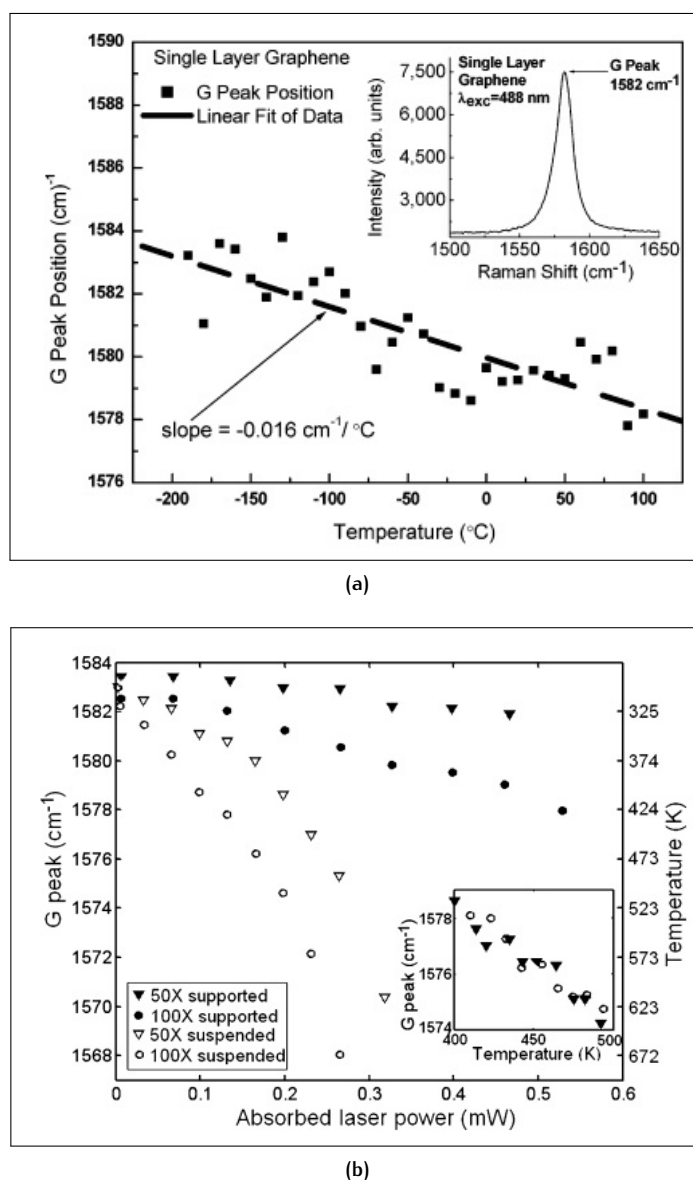 1590
1588
1586
1584
1582
1580
1578
1576
G Peak Position (cm)-1
Single Layer Graphene
G Peak Position
Linear Fit of Data
slope = -0.016 cm-1/ °C
-200
-150
-100
-50
0
50
100
Temperature (°C)
7,500
6,000
4,500
3,000
Intensity (arb. units)
Single Layer
Graphene
λexc=488 nm
G Peak
1582 cm-1
1500
1550
1600
1650
Raman Shift (cm-1)
(a)
1584
1582
1580
1578
1576
1574
1572
1570
1568
G peak (cm-1)
325
374
424
473
523
573
623
672
Temperature (K)
50X supported
100X supported
50X suspended
100X suspended
1578
1576
1574
G peak (cm-1)
400
450
500
Temperature (K)
0
0.1
0.2
0.3
0.4
0.5
0.6
Absorbed laser power (mW)
(b)